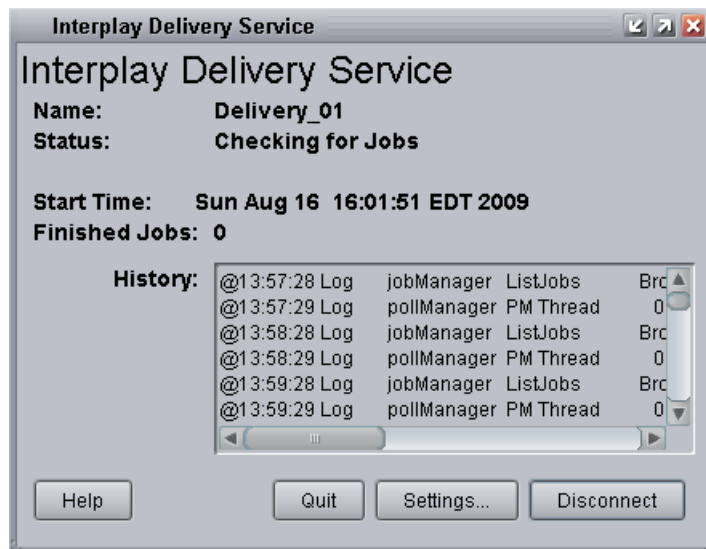 Interplay Delivery Service
Interplay Delivery Service
Name: Delivery_01
Status: Checking for Jobs
Start Time: Sun Aug 16 16:01:51 EDT 2009
Finished Jobs: 0
History:
@13:57:28 Log jobManager ListJobs Brc
@13:57:29 Log pollManager PM Thread 0
@13:58:28 Log jobManager ListJobs Brc
@13:58:29 Log pollManager PM Thread 0
@13:59:28 Log jobManager ListJobs Brc
@13:59:29 Log pollManager PM Thread 0
Help Quit Settings... Disconnect